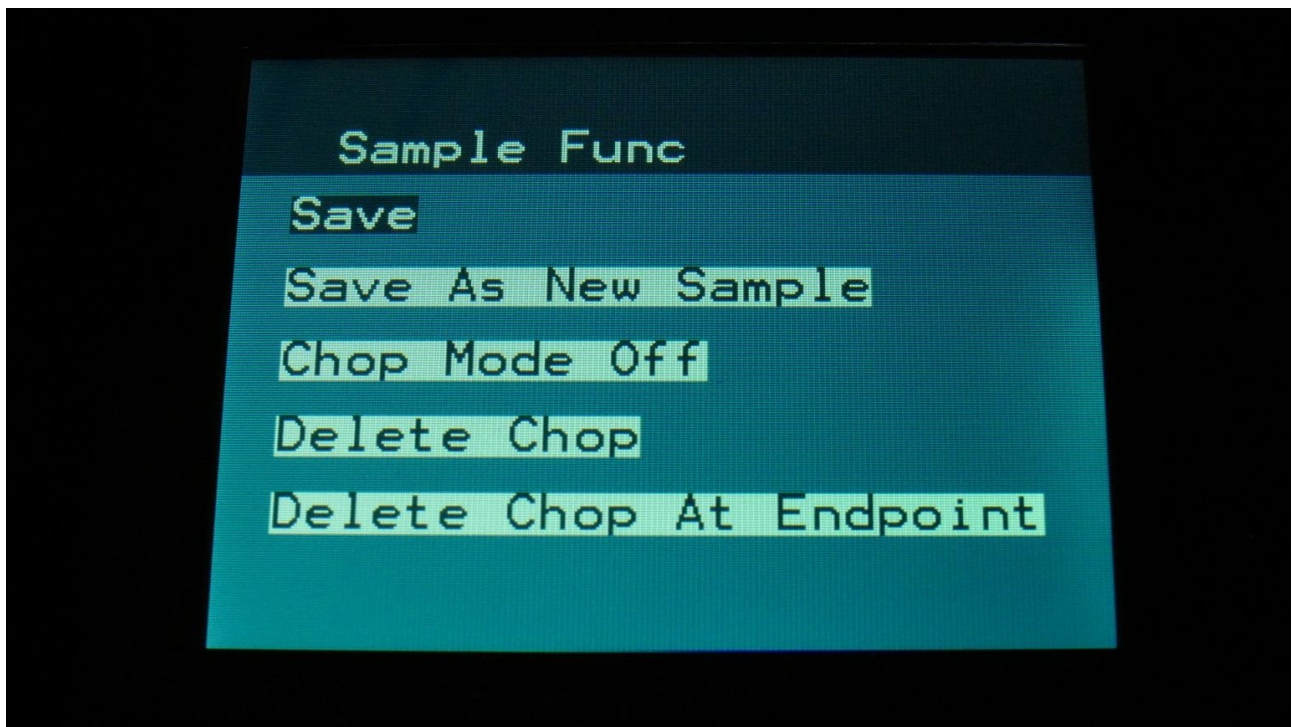 Sample Func
Save
Save As New Sample
Chop Mode Off
Delete Chop
Delete Chop At Endpoint